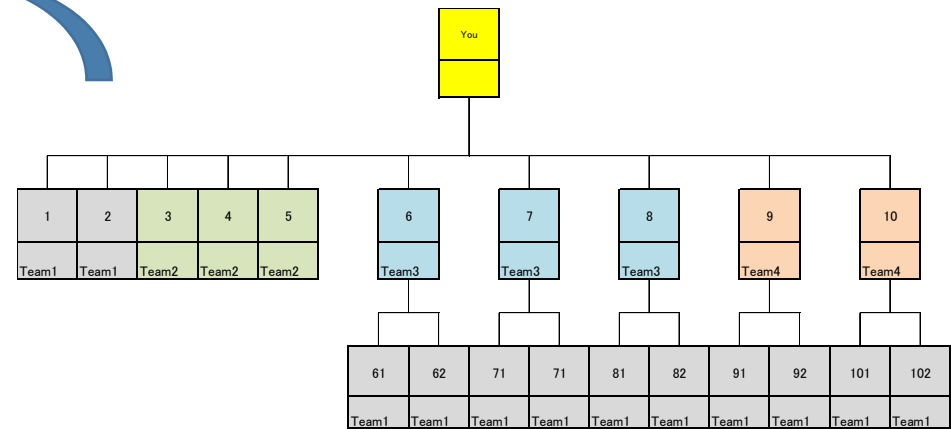 You
1 2 3 4 5 6 7 8 9 10
Team1 Team1 Team2 Team2 Team2 Team3 Team3 Team3 Team4 Team4
61 62 71 71 81 82 91 92 101 102
Team1 Team1 Team1 Team1 Team1 Team1 Team1 Team1 Team1 Team1